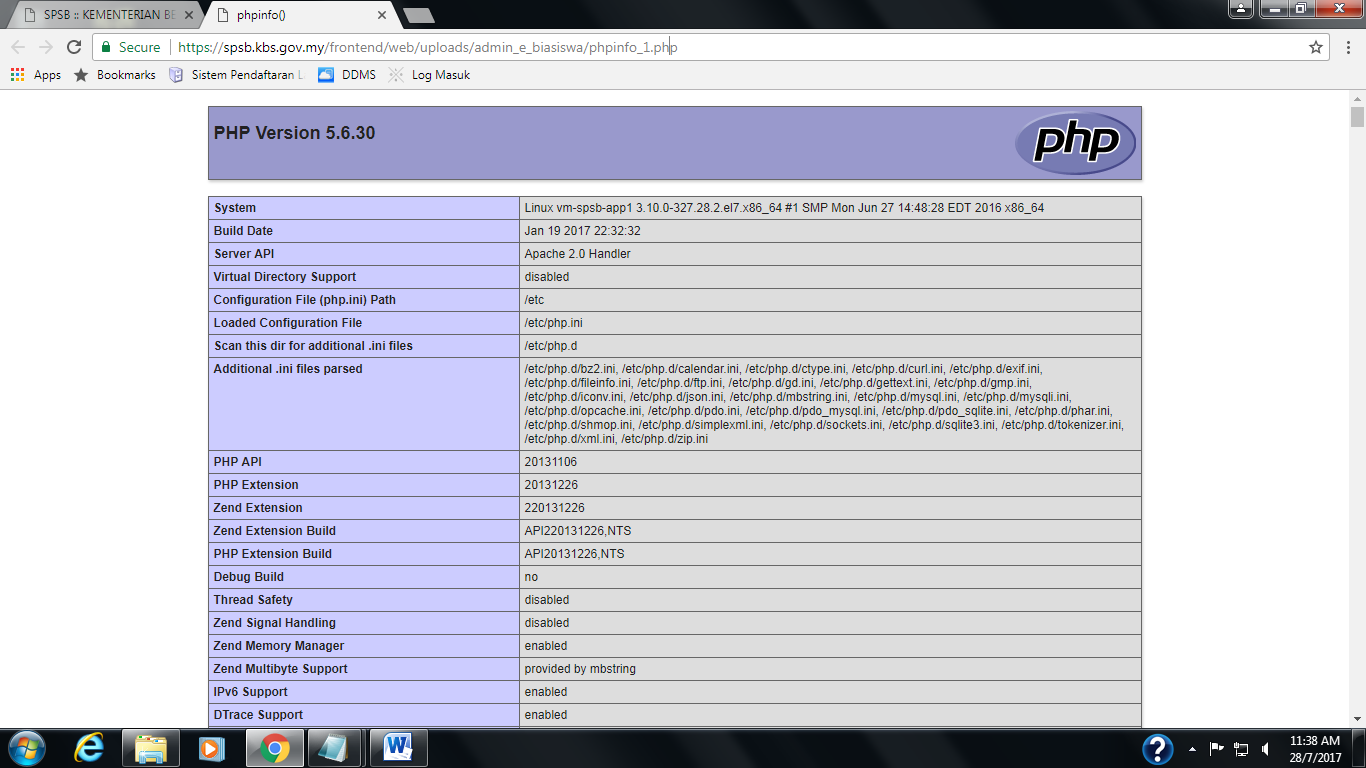 SPSB :: KEMENTERIAN BE
phpinfo()
Secure https://spsb.kbs.gov.my/frontend/web/uploads/admin_e_biasiswa/phpinfo_1.php
Apps Bookmarks Sistem Pendaftaran DDMS Log Masuk
PHP Version 5.6.30
php
System Linux vm-spsb-app1 3.10.0-327.28.2.el7.x86_64 #1 SMP Mon Jun 27 14:48:28 EDT 2016 x86_64
Build Date Jan 19 2017 22:32:32
Server API Apache 2.0 Handler
Virtual Directory Support disabled
Configuration File (php.ini) Path /etc
Loaded Configuration File /etc/php.ini
Scan this dir for additional .ini files /etc/php.d
Additional .ini files parsed /etc/php.d/bz2.ini, /etc/php.d/calendar.ini, /etc/php.d/ctype.ini, /etc/php.d/curl.ini, /etc/php.d/exif.ini,
/etc/php.d/fileinfo.ini, /etc/php.d/ftp.ini, /etc/php.d/gd.ini, /etc/php.d/gettext.ini, /etc/php.d/gmp.ini,
/etc/php.d/iconv.ini, /etc/php.d/json.ini, /etc/php.d/mbstring.ini, /etc/php.d/mysql.ini, /etc/php.d/mysqli.ini,
/etc/php.d/opcache.ini, /etc/php.d/pdo.ini, /etc/php.d/pdo_mysql.ini, /etc/php.d/pdo_sqlite.ini, /etc/php.d/phar.ini,
/etc/php.d/shmop.ini, /etc/php.d/simplexml.ini, /etc/php.d/sockets.ini, /etc/php.d/sqlite3.ini, /etc/php.d/tokenizer.ini,
/etc/php.d/xml.ini, /etc/php.d/zip.ini
PHP API 20131106
PHP Extension 20131226
Zend Extension 220131226
Zend Extension Build API220131226,NTS
PHP Extension Build API20131226,NTS
Debug Build no
Thread Safety disabled
Zend Signal Handling disabled
Zend Memory Manager enabled
Zend Multibyte Support provided by mbstring
IPv6 Support enabled
DTrace Support enabled
11:38 AM
28/7/2017